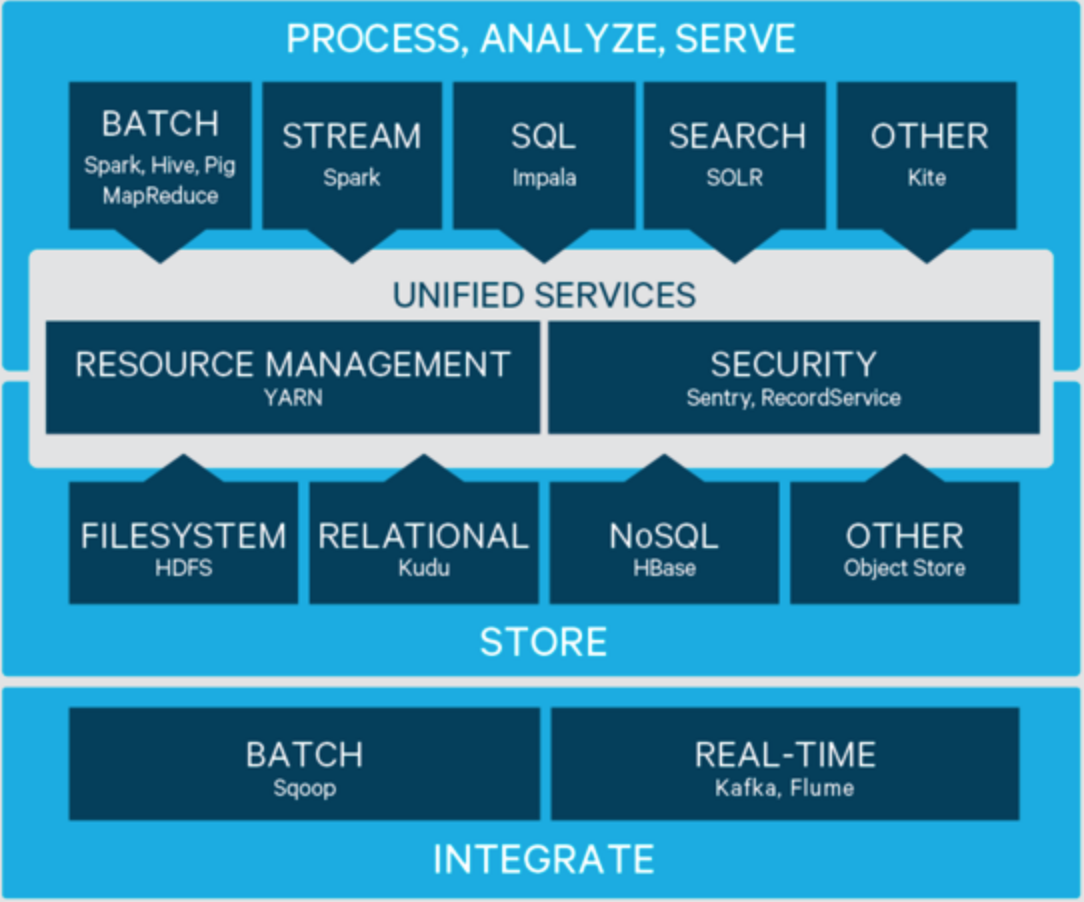 PROCESS, ANALYZE, SERVE
BATCH
Spark, Hive, Pig
MapReduce
STREAM
Spark
SQL
Impala
SEARCH
SOLR
OTHER
Kite
UNIFIED SERVICES
RESOURCE MANAGEMENT
YARN
SECURITY
Sentry, RecordService
FILESYSTEM
HDFS
RELATIONAL
Kudu
NoSQL
HBase
OTHER
Object Store
STORE
BATCH
Sqoop
REAL-TIME
Kafka, Flume
INTEGRATE